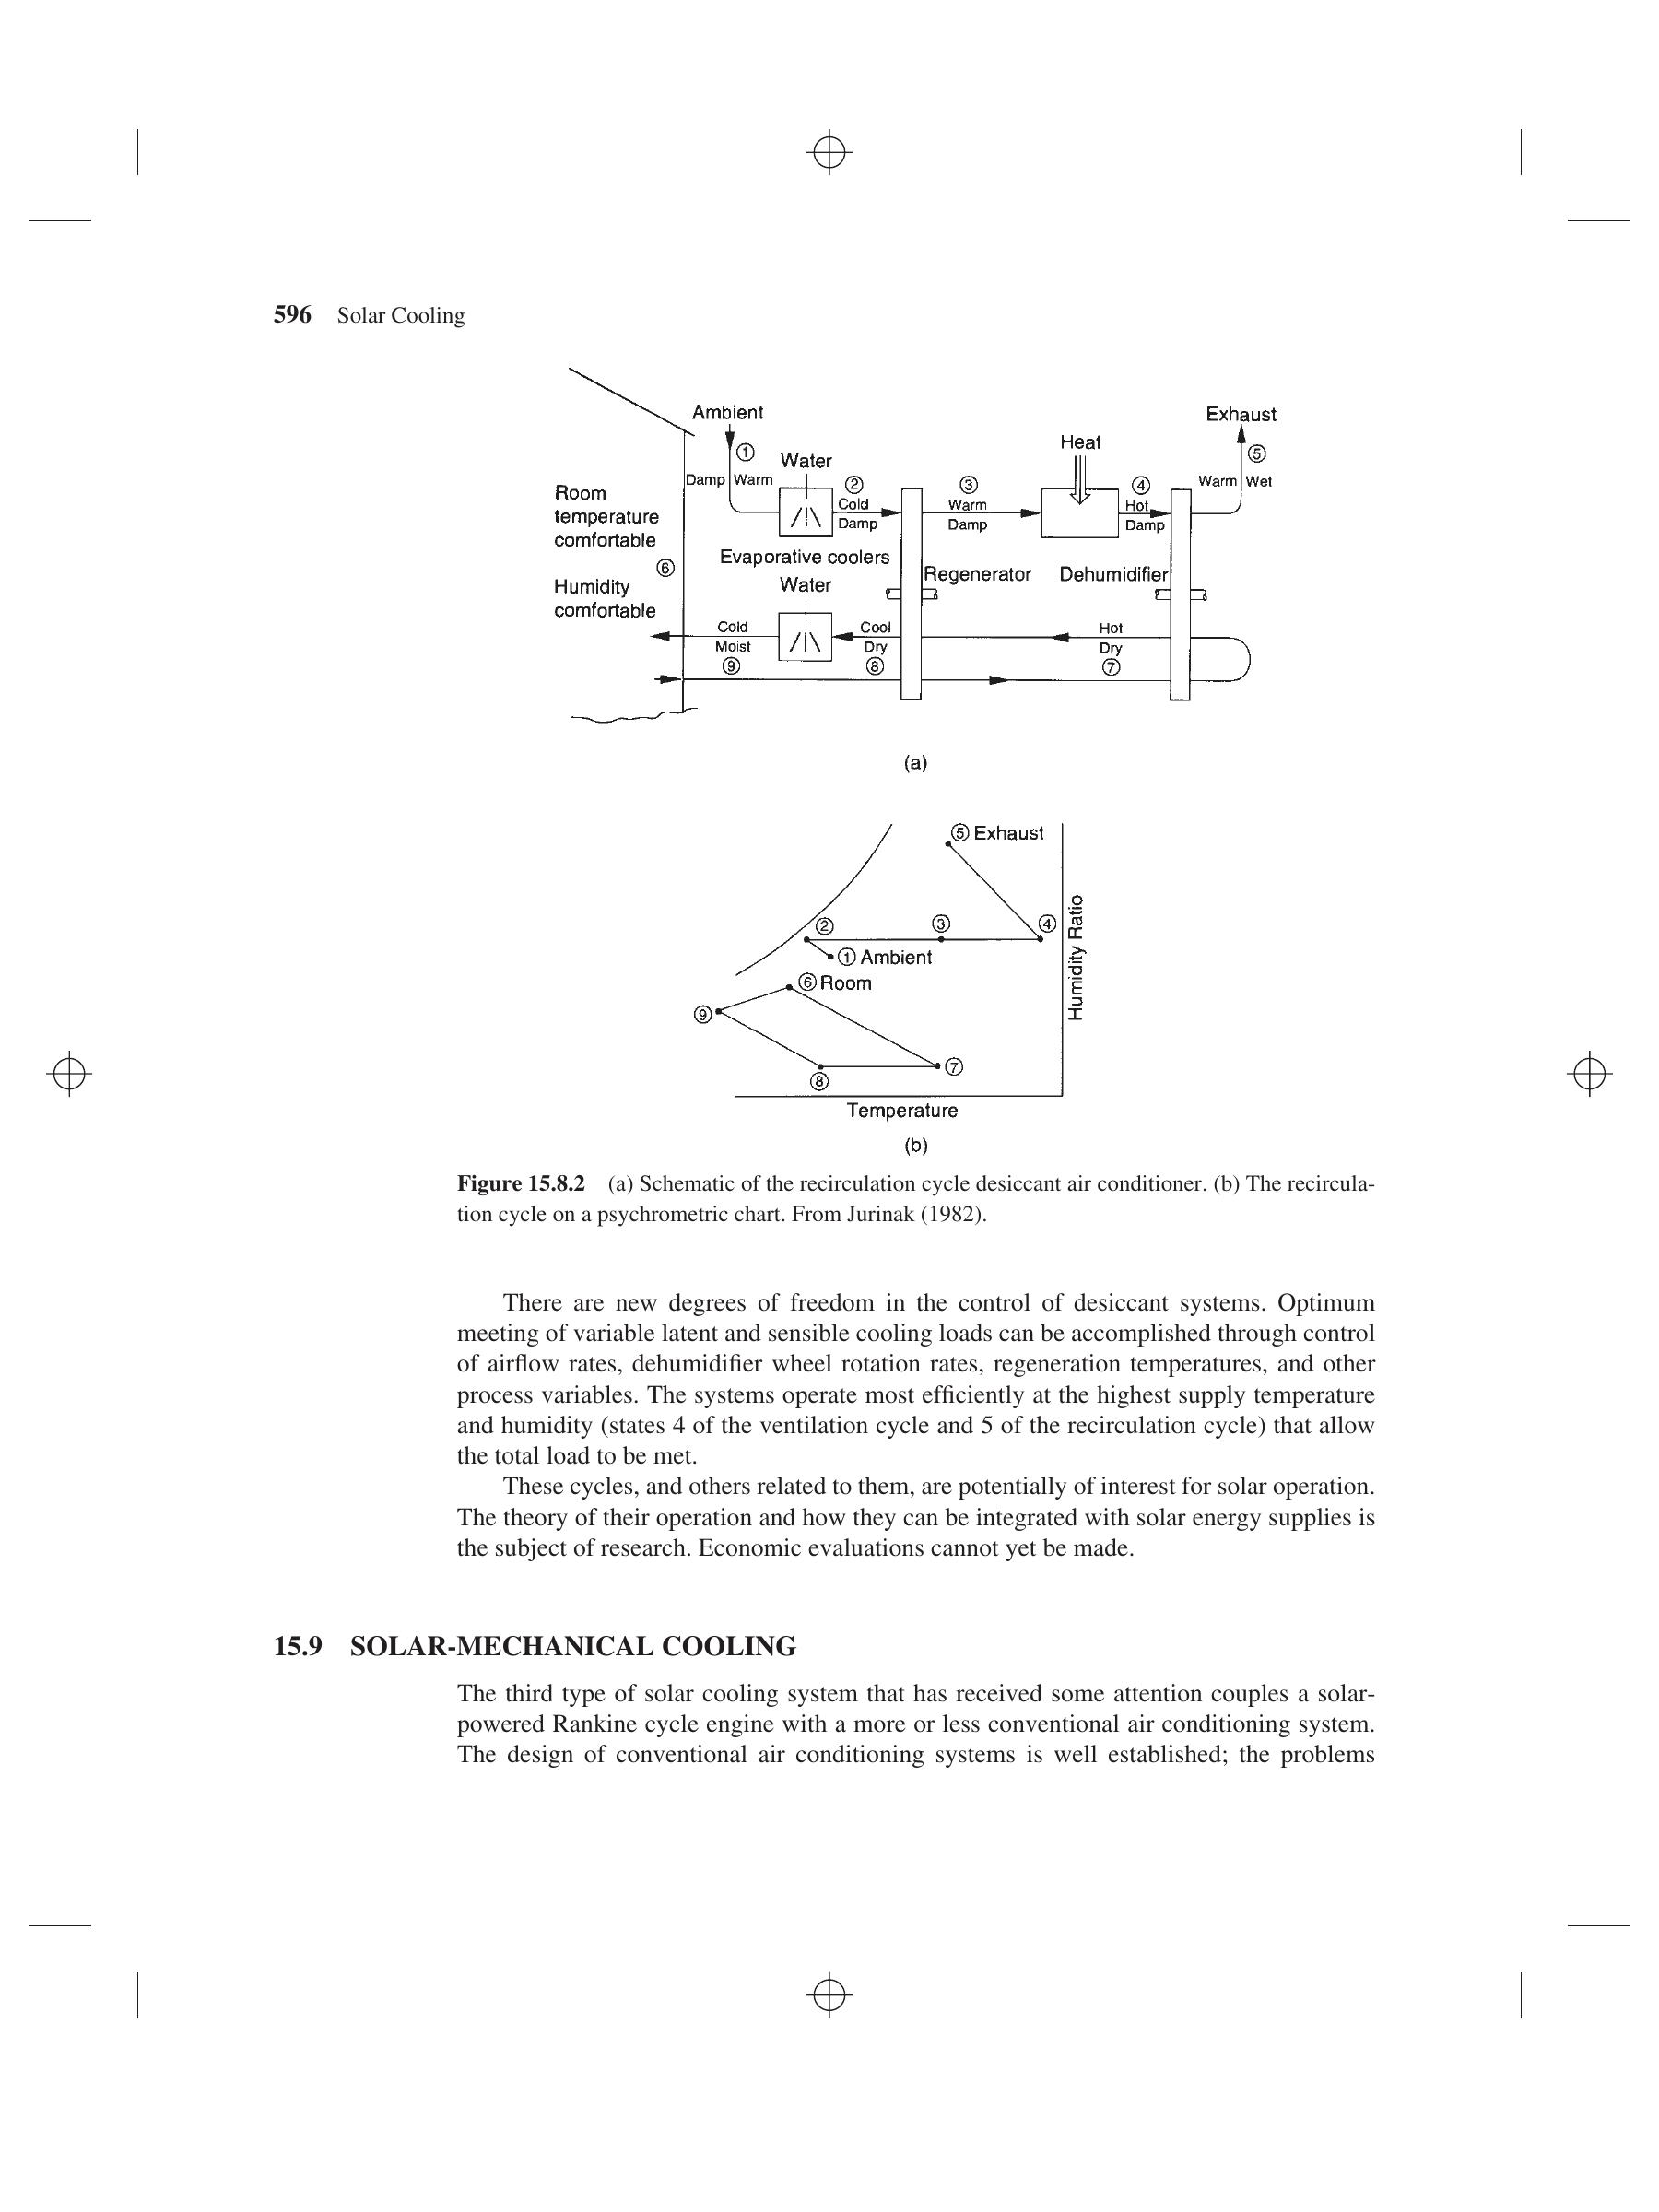 596 Solar Cooling
Ambient
Exhaust
Heat
①
⑤
Water
Damp Warm
②
③
④
Warm Wet
Room
temperature
comfortable
Cold
Damp
Warm
Damp
Hot
Damp
Evaporative coolers
⑥
Regenerator
Dehumidifier
Humidity
comfortable
Water
Cold
Moist
⑨
Cool
Dry
⑧
Hot
Dry
⑦
(a)
⑤ Exhaust
②
③
④
① Ambient
⑥ Room
⑨
⑦
⑧
Humidity Ratio
Temperature
(b)
Figure 15.8.2 (a) Schematic of the recirculation cycle desiccant air conditioner. (b) The recircula-
tion cycle on a psychrometric chart. From Jurinak (1982).
There are new degrees of freedom in the control of desiccant systems. Optimum
meeting of variable latent and sensible cooling loads can be accomplished through control
of airflow rates, dehumidifier wheel rotation rates, regeneration temperatures, and other
process variables. The systems operate most efficiently at the highest supply temperature
and humidity (states 4 of the ventilation cycle and 5 of the recirculation cycle) that allow
the total load to be met.
These cycles, and others related to them, are potentially of interest for solar operation.
The theory of their operation and how they can be integrated with solar energy supplies is
the subject of research. Economic evaluations cannot yet be made.
15.9 SOLAR-MECHANICAL COOLING
The third type of solar cooling system that has received some attention couples a solar-
powered Rankine cycle engine with a more or less conventional air conditioning system.
The design of conventional air conditioning systems is well established; the problems